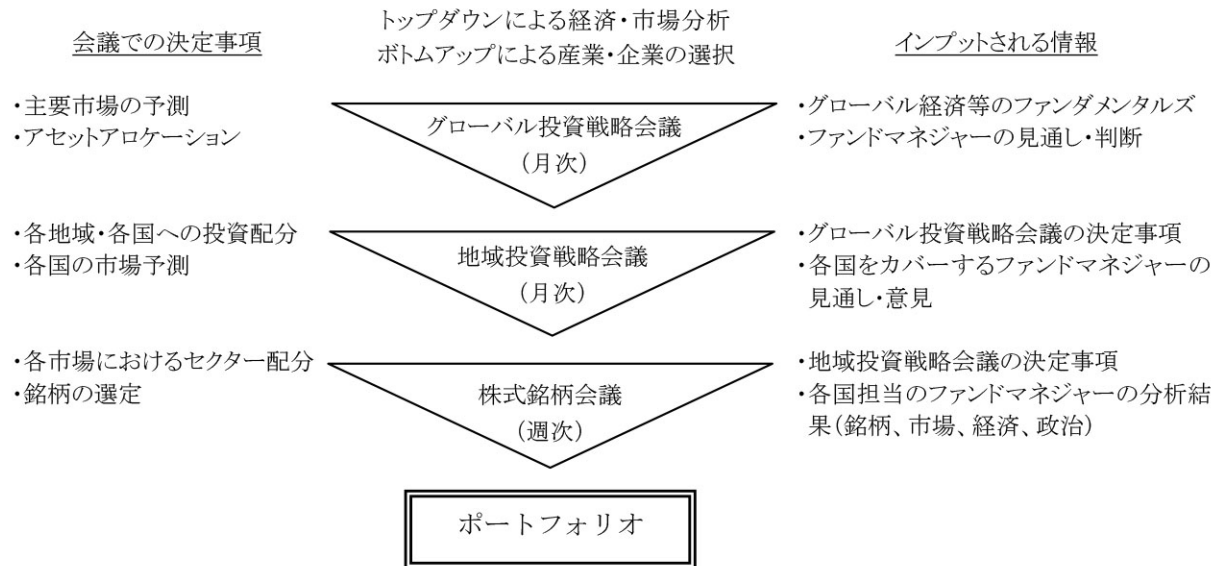 トップダウンによる経済・市場分析
ボトムアップによる産業・企業の選択
会議での決定事項
インプットされる情報
・主要市場の予測
・アセットアロケーション
グローバル投資戦略会議
(月次)
・グローバル経済等のファンダメンタルズ
・ファンドマネジャーの見通し・判断
・各地域・各国への投資配分
・各国の市場予測
地域投資戦略会議
(月次)
・グローバル投資戦略会議の決定事項
・各国をカバーするファンドマネジャーの
見通し・意見
・各市場におけるセクター配分
・銘柄の選定
株式銘柄会議
(週次)
・地域投資戦略会議の決定事項
・各国担当のファンドマネジャーの分析結
果(銘柄、市場、経済、政治)
ポートフォリオ